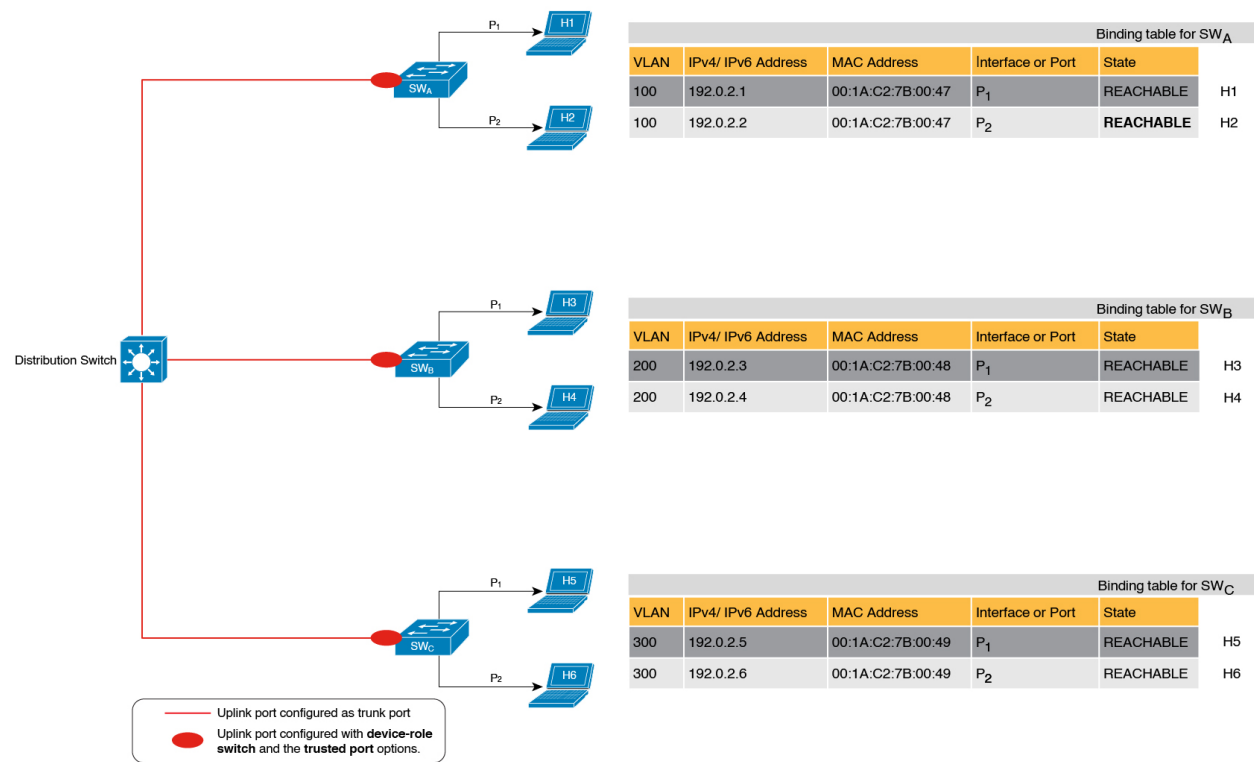 P1
H1
SWA
P2
H2
Binding table for SWA
VLAN IPv4/ IPv6 Address MAC Address Interface or Port State
100 192.0.2.1 00:1A:C2:7B:00:47 P1 REACHABLE H1
100 192.0.2.2 00:1A:C2:7B:00:47 P2 REACHABLE H2
Distribution Switch
P1
H3
SWB
P2
H4
Binding table for SWB
VLAN IPv4/ IPv6 Address MAC Address Interface or Port State
200 192.0.2.3 00:1A:C2:7B:00:48 P1 REACHABLE H3
200 192.0.2.4 00:1A:C2:7B:00:48 P2 REACHABLE H4
P1
H5
SWC
P2
H6
Binding table for SWC
VLAN IPv4/ IPv6 Address MAC Address Interface or Port State
300 192.0.2.5 00:1A:C2:7B:00:49 P1 REACHABLE H5
300 192.0.2.6 00:1A:C2:7B:00:49 P2 REACHABLE H6
Uplink port configured as trunk port
Uplink port configured with device-role
switch and the trusted port options.